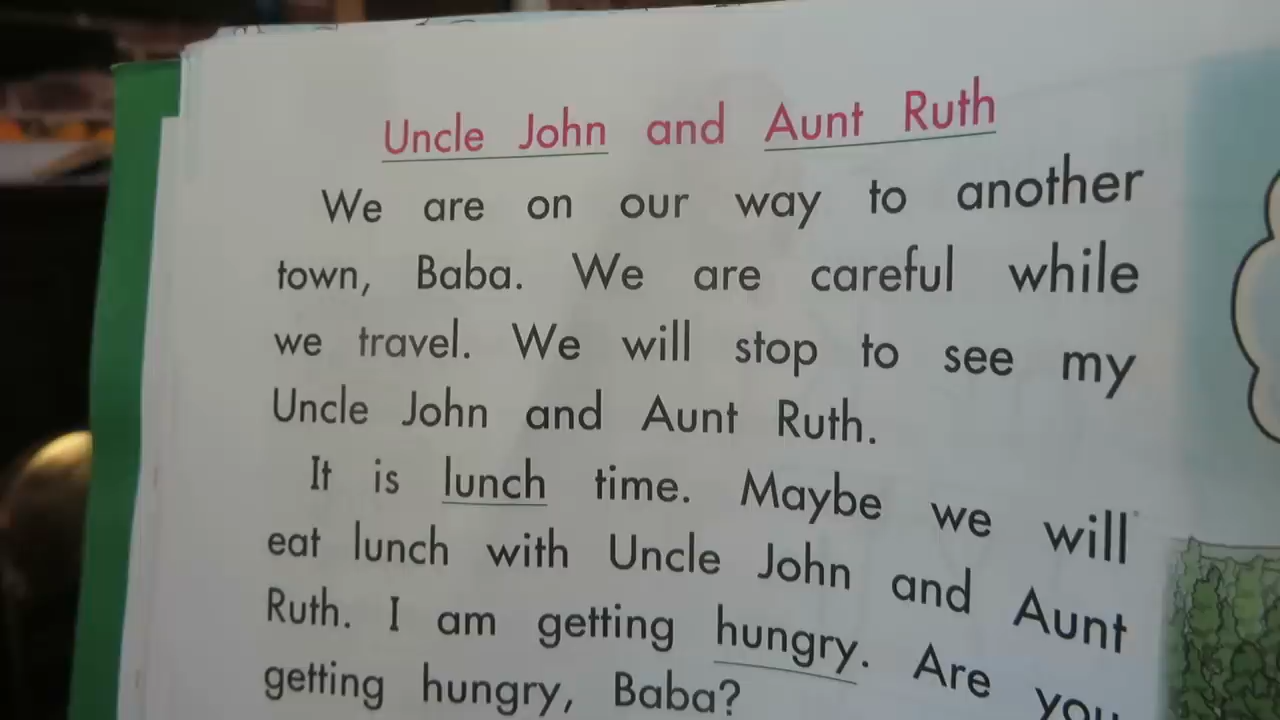 Uncle John and Aunt Ruth
We are on our way to another
town, Baba. We are careful while
we travel. We will stop to see my
Uncle John and Aunt Ruth.
It is lunch time. Maybe we will
eat lunch with Uncle John and Aunt
Ruth. I am getting hungry. Are you
getting hungry, Baba?